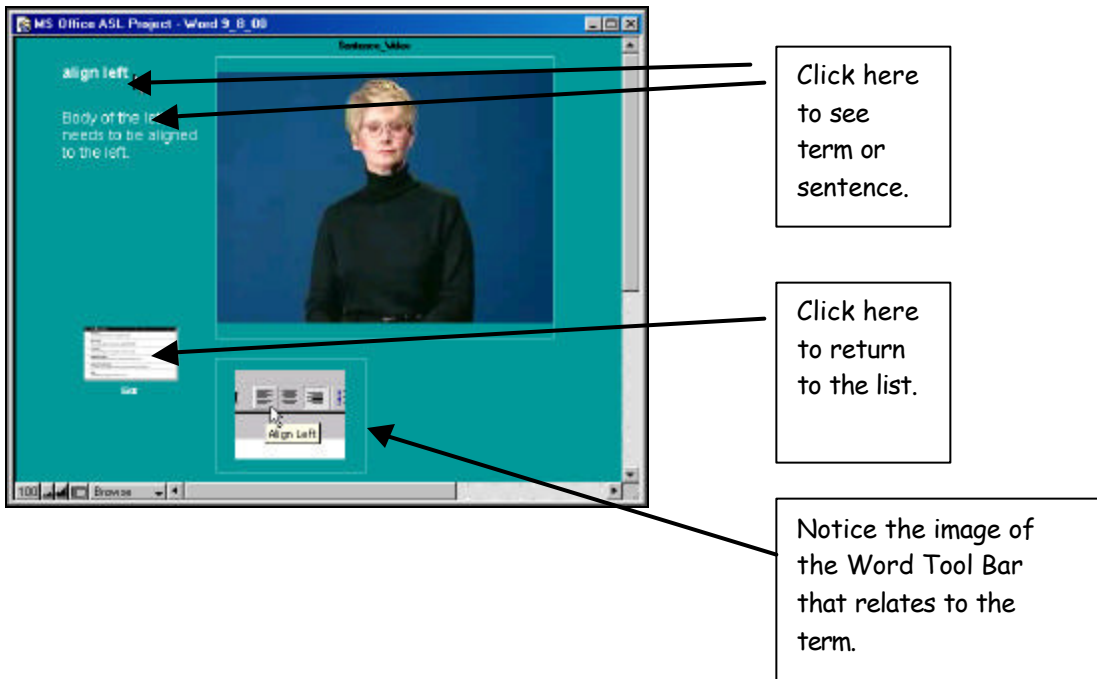 MS Office ASL Project - Word 9_8_00
Sentence_Video
align left
Body of the
needs to be aligned
to the left.
Align Left
100
Browse
Click here
to see
term or
sentence.
Click here
to return
to the list.
Notice the image of
the Word Tool Bar
that relates to the
term.